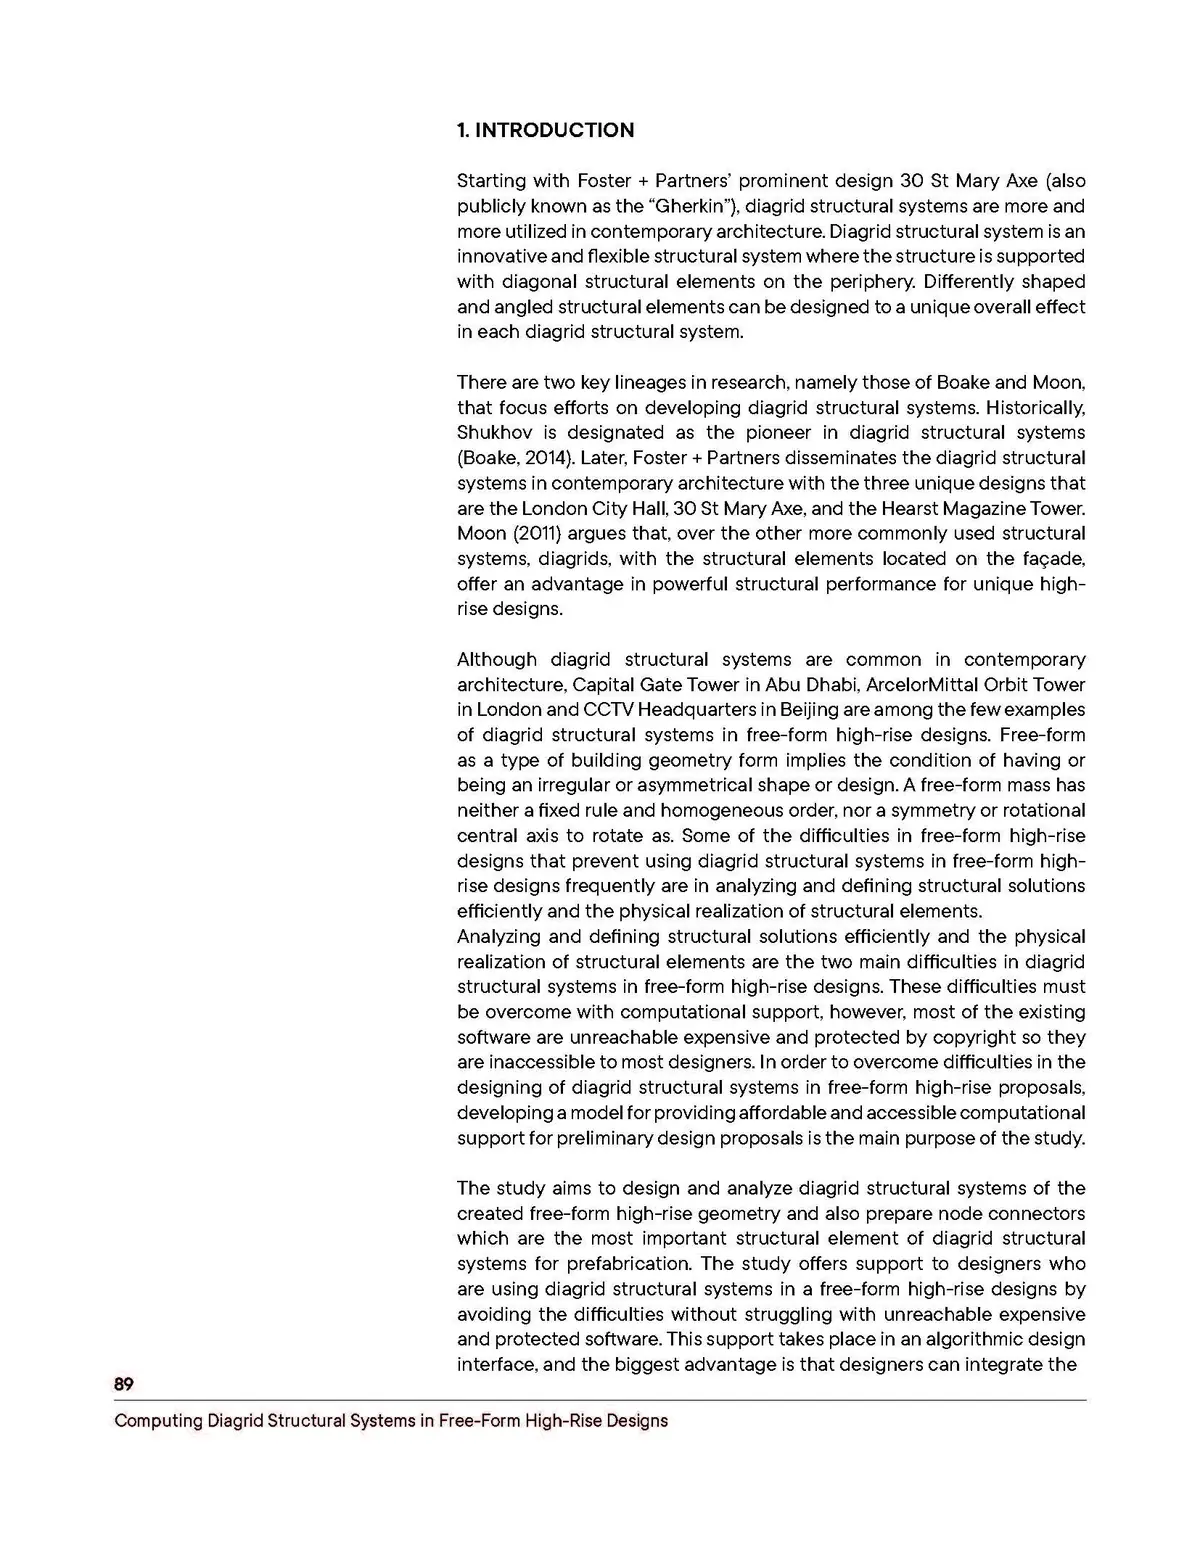 1. INTRODUCTION
Starting with Foster + Partners’ prominent design 30 St Mary Axe (also
publicly known as the “Gherkin”), diagrid structural systems are more and
more utilized in contemporary architecture. Diagrid structural system is an
innovative and flexible structural system where the structure is supported
with diagonal structural elements on the periphery. Differently shaped
and angled structural elements can be designed to a unique overall effect
in each diagrid structural system.
There are two key lineages in research, namely those of Boake and Moon,
that focus efforts on developing diagrid structural systems. Historically,
Shukhov is designated as the pioneer in diagrid structural systems
(Boake, 2014). Later, Foster + Partners disseminates the diagrid structural
systems in contemporary architecture with the three unique designs that
are the London City Hall, 30 St Mary Axe, and the Hearst Magazine Tower.
Moon (2011) argues that, over the other more commonly used structural
systems, diagrids, with the structural elements located on the façade,
offer an advantage in powerful structural performance for unique high-
rise designs.
Although diagrid structural systems are common in contemporary
architecture, Capital Gate Tower in Abu Dhabi, ArcelorMittal Orbit Tower
in London and CCTV Headquarters in Beijing are among the few examples
of diagrid structural systems in free-form high-rise designs. Free-form
as a type of building geometry form implies the condition of having or
being an irregular or asymmetrical shape or design. A free-form mass has
neither a fixed rule and homogeneous order, nor a symmetry or rotational
central axis to rotate as. Some of the difficulties in free-form high-rise
designs that prevent using diagrid structural systems in free-form high-
rise designs frequently are in analyzing and defining structural solutions
efficiently and the physical realization of structural elements.
Analyzing and defining structural solutions efficiently and the physical
realization of structural elements are the two main difficulties in diagrid
structural systems in free-form high-rise designs. These difficulties must
be overcome with computational support, however, most of the existing
software are unreachable expensive and protected by copyright so they
are inaccessible to most designers. In order to overcome difficulties in the
designing of diagrid structural systems in free-form high-rise proposals,
developing a model for providing affordable and accessible computational
support for preliminary design proposals is the main purpose of the study.
The study aims to design and analyze diagrid structural systems of the
created free-form high-rise geometry and also prepare node connectors
which are the most important structural element of diagrid structural
systems for prefabrication. The study offers support to designers who
are using diagrid structural systems in a free-form high-rise designs by
avoiding the difficulties without struggling with unreachable expensive
and protected software. This support takes place in an algorithmic design
interface, and the biggest advantage is that designers can integrate the
89
Computing Diagrid Structural Systems in Free-Form High-Rise Designs